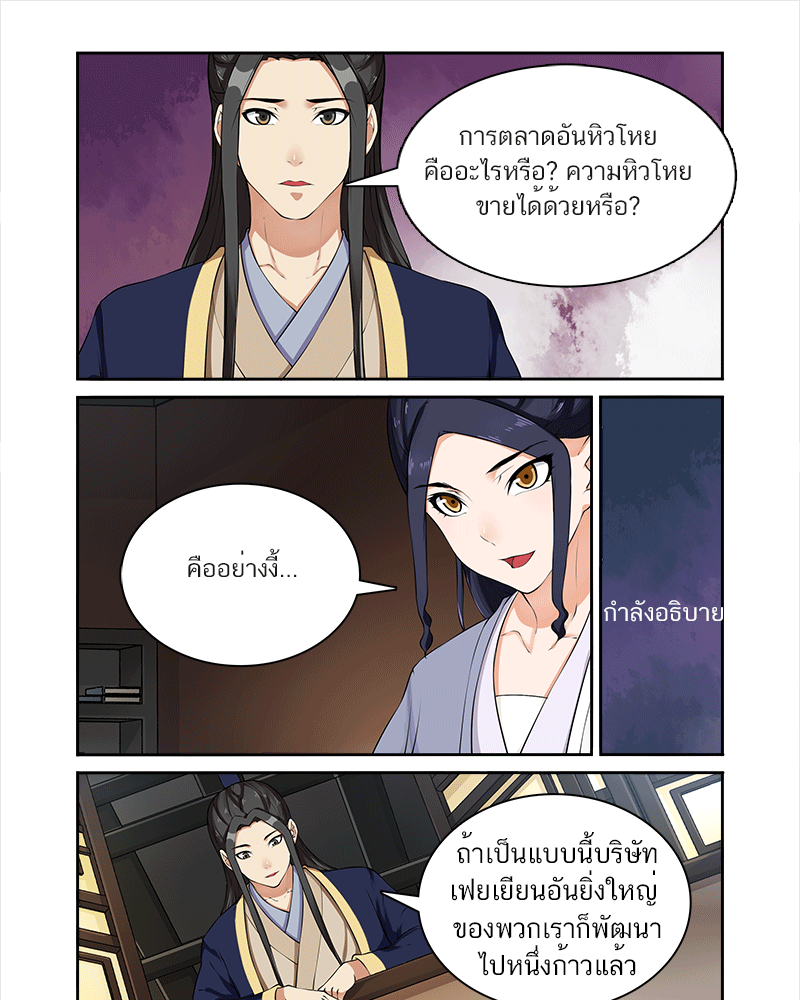 การตลาดอันหิวโหย
คืออะไรหรือ? ความหิวโหย
ขายได้ด้วยหรือ?
คืออย่างงี้...
กำลังอธิบาย
ถ้าเป็นแบบนี้บริษัท
เฟยเยียนอันยิ่งใหญ่
ของพวกเราก็พัฒนา
ไปหนึ่งก้าวแล้ว